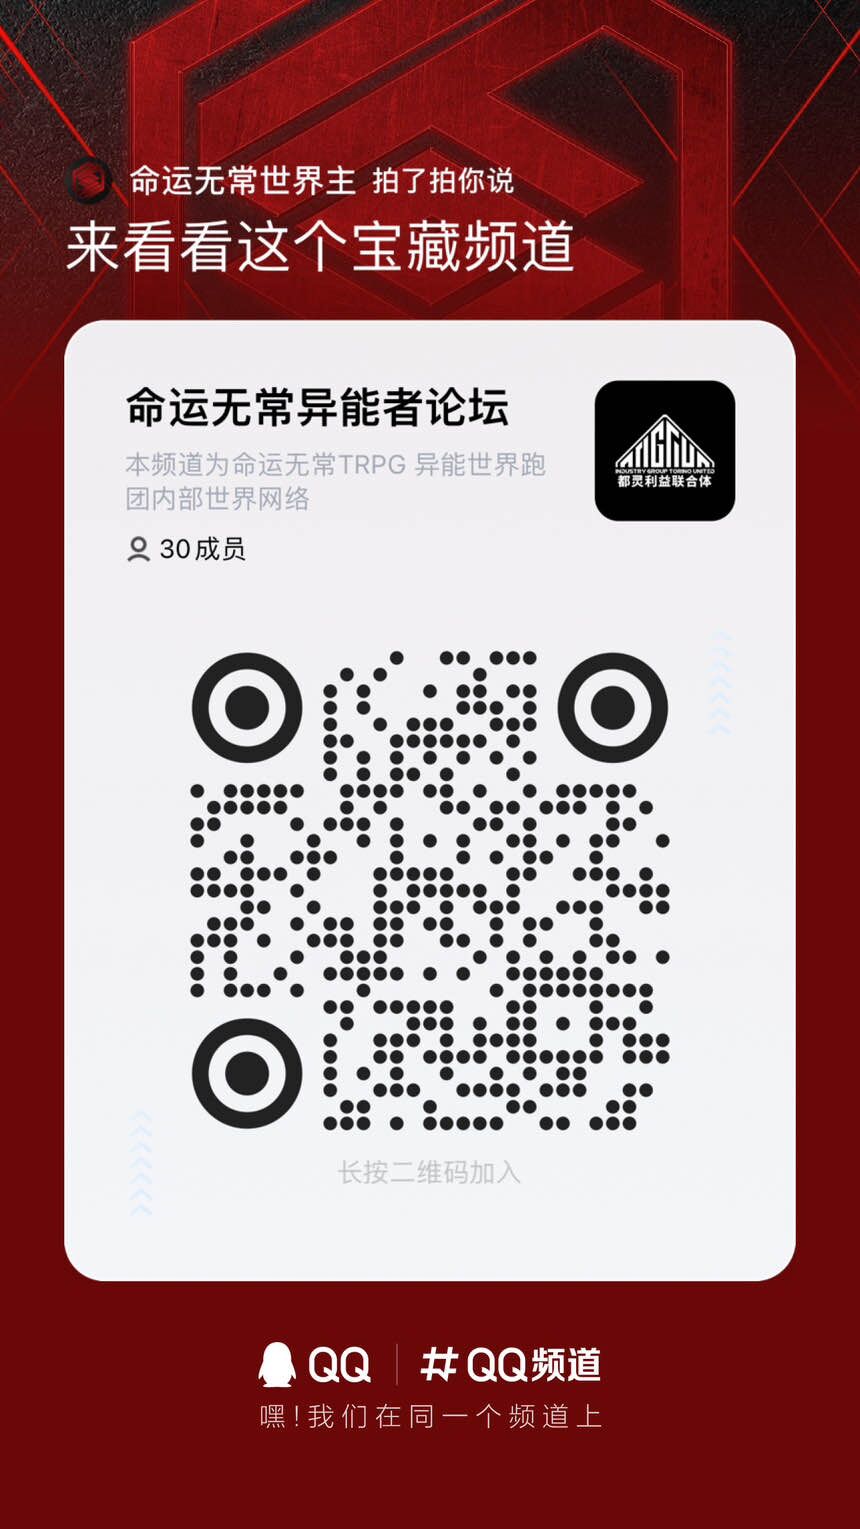 命运无常世界主 拍了拍你说
来看看这个宝藏频道
命运无常异能者论坛
本频道为命运无常TRPG 异能世界跑
团内部世界网络
30成员
INDUSTRY GROUP TORINO UNITED
都灵利益联合体
长按二维码加入
QQ | #QQ频道
嘿!我们在同一个频道上